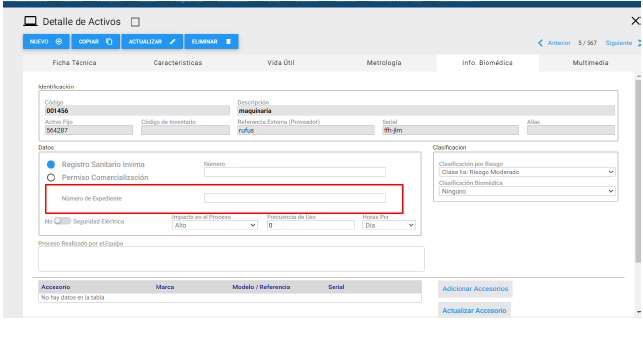 Detalle de Activos
NUEVO COPIAR ACTUALIZAR ELIMINAR
Anterior 5 / 567 Siguiente
Ficha Técnica Características Vida Útil Metrología Info. Biomédica Multimedia
Identificación
Código Descripción
001456 maquinaria
Activo Fijo Código de Inventario Referencia Externa (Proveedor) Serial Alias
564287 rufus ffh-jlm
Datos Clasificación
Registro Sanitario Invima Número
Permiso Comercialización
Clasificación por Riesgo
Clase IIa: Riesgo Moderado
Clasificación Biomédica
Ninguno
Número de Expediente
No Seguridad Eléctrica
Impacto en el Proceso Frecuencia de Uso Horas Per
Alto 0 Dia
Proceso Realizado por el Equipo
Accesorio Marca Modelo / Referencia Serial
No hay datos en la tabla
Adicionar Accesorios
Actualizar Accesorio